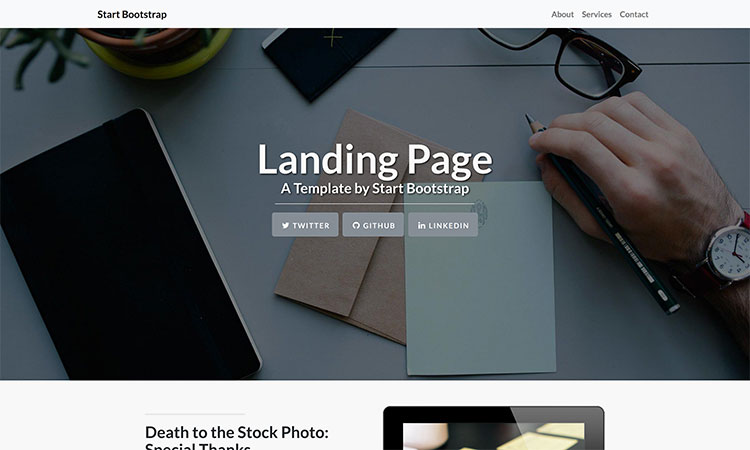 Start Bootstrap
About Services Contact
Landing Page
A Template by Start Bootstrap
TWITTER GITHUB LINKEDIN
Death to the Stock Photo:
Special Thanks